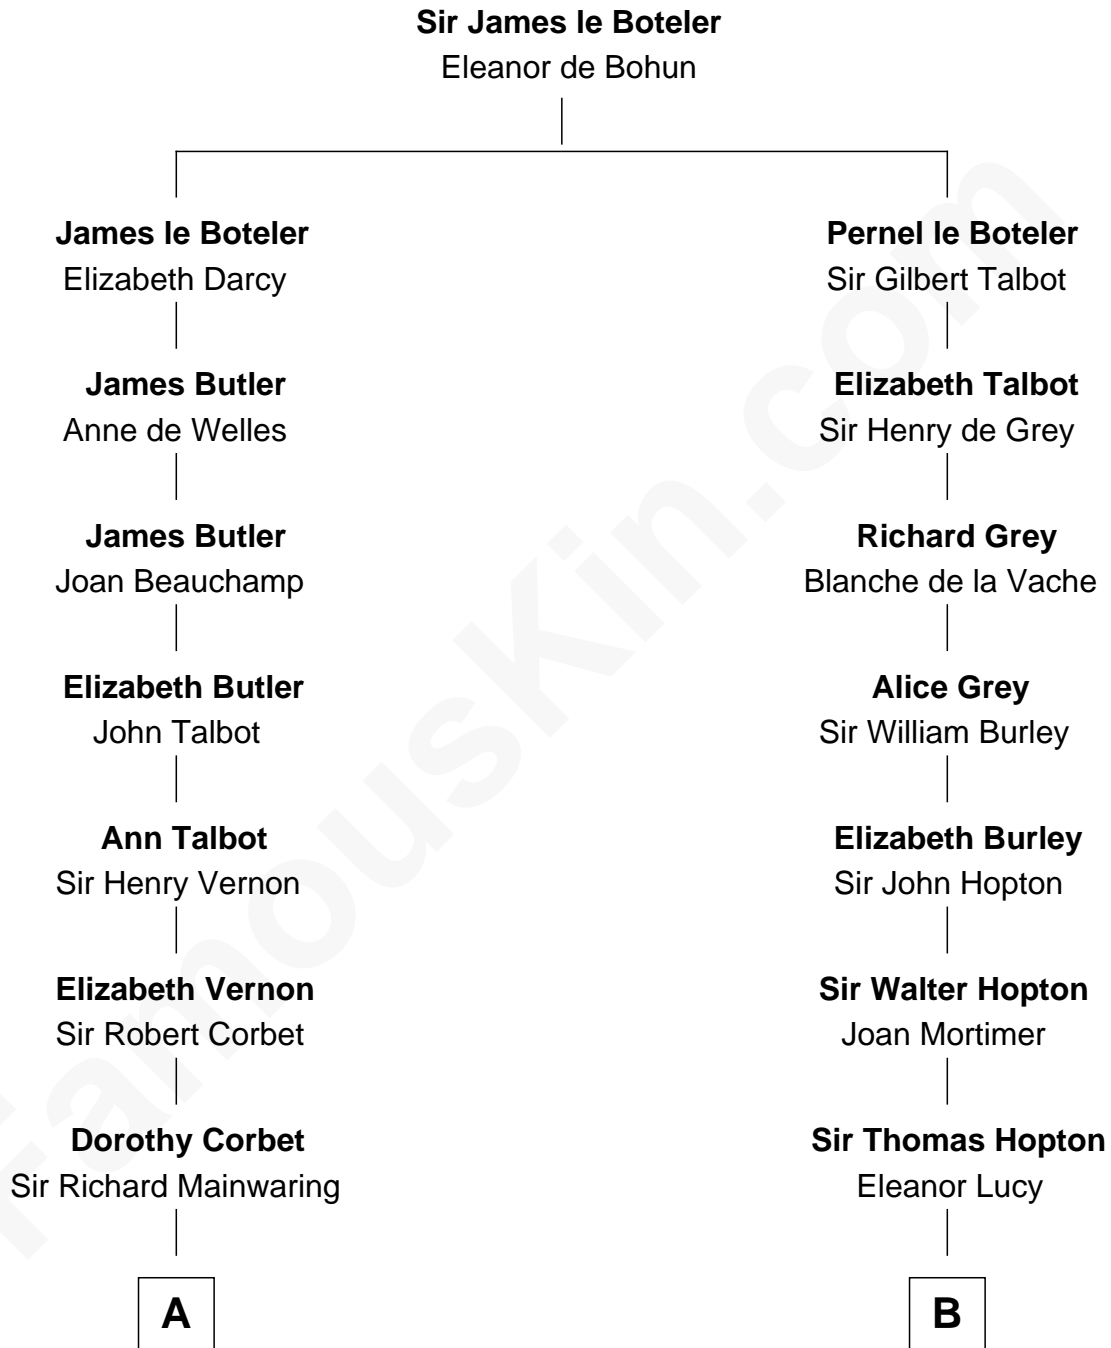 Sir James le Boteler
Eleanor de Bohun
James le Boteler
Elizabeth Darcy
Pernel le Boteler
Sir Gilbert Talbot
James Butler
Anne de Welles
Elizabeth Talbot
Sir Henry de Grey
James Butler
Joan Beauchamp
Richard Grey
Blanche de la Vache
Elizabeth Butler
John Talbot
Alice Grey
Sir William Burley
Ann Talbot
Sir Henry Vernon
Elizabeth Burley
Sir John Hopton
Elizabeth Vernon
Sir Robert Corbet
Sir Walter Hopton
Joan Mortimer
Dorothy Corbet
Sir Richard Mainwaring
Sir Thomas Hopton
Eleanor Lucy
A
B
FamousKin.com